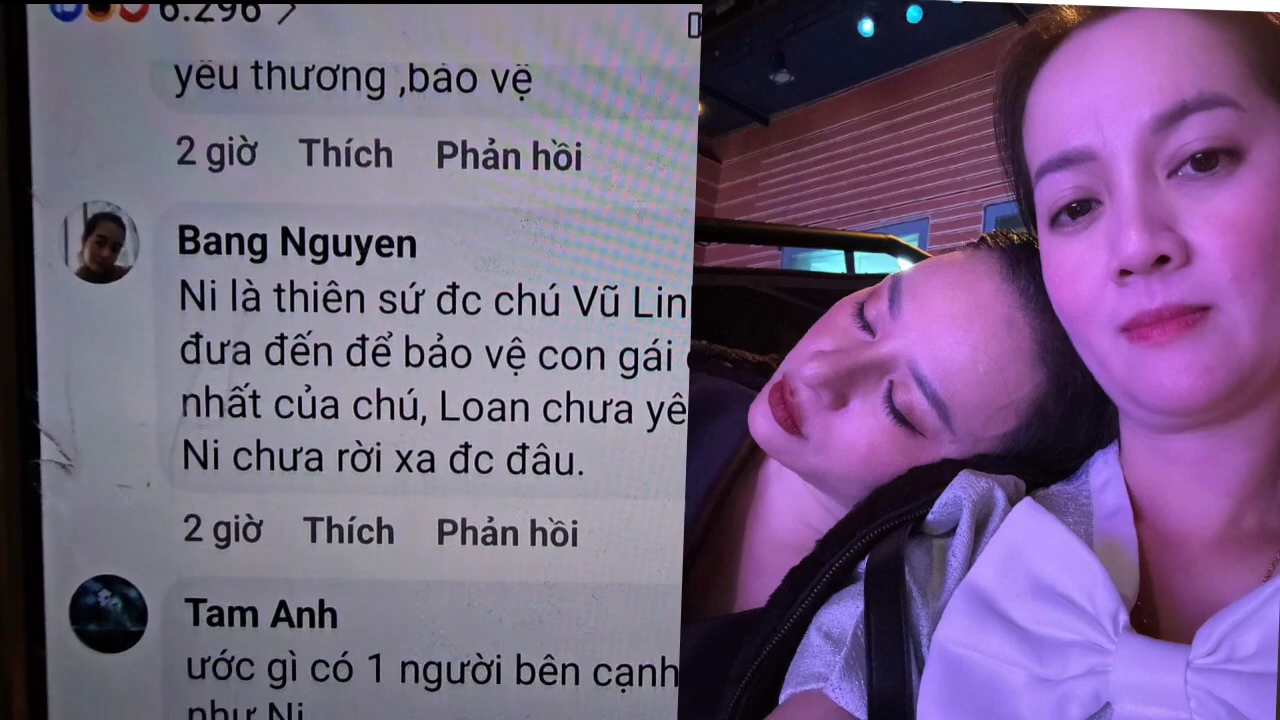 6.296 >
yêu thương ,bảo vệ
2 giờ Thích Phản hồi
Bang Nguyen
Ni là thiên sứ đc chú Vũ Lin
đưa đến để bảo vệ con gái
nhất của chú, Loan chưa yê
Ni chưa rời xa đc đâu.
2 giờ Thích Phản hồi
Tam Anh
ước gì có 1 người bên cạnh
như Ni